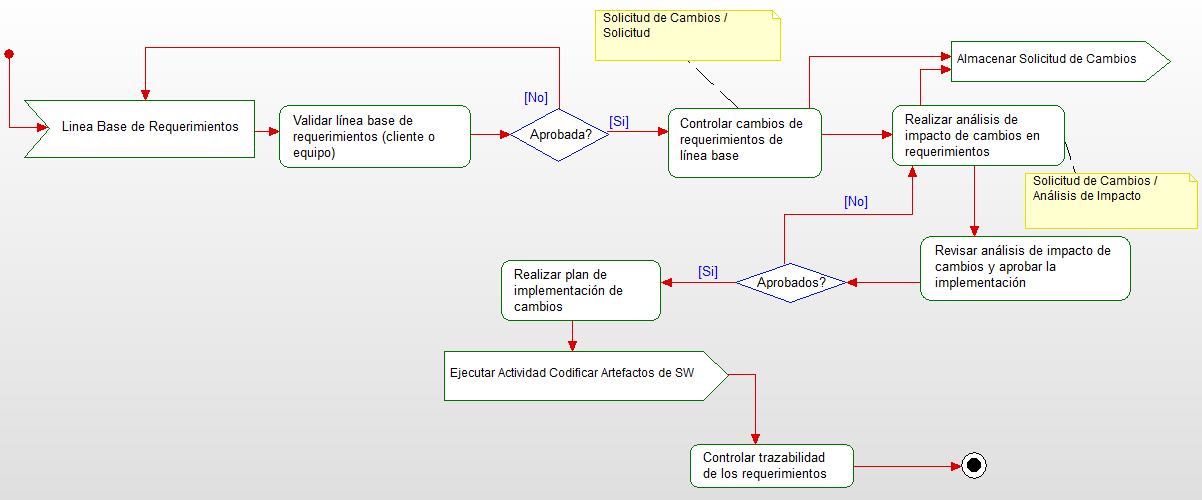 Solicitud de Cambios /
Solicitud
Almacenar Solicitud de Cambios
[No]
Linea Base de Requerimientos
Validar línea base de
requerimientos (cliente o
equipo)
Aprobada?
[Si]
Controlar cambios de
requerimientos de
línea base
Realizar análisis de
impacto de cambios en
requerimientos
Solicitud de Cambios /
Análisis de Impacto
[No]
Revisar análisis de impacto de
cambios y aprobar la
implementación
Aprobados?
[Si]
Realizar plan de
implementación de
cambios
Ejecutar Actividad Codificar Artefactos de SW
Controlar trazabilidad
de los requerimientos